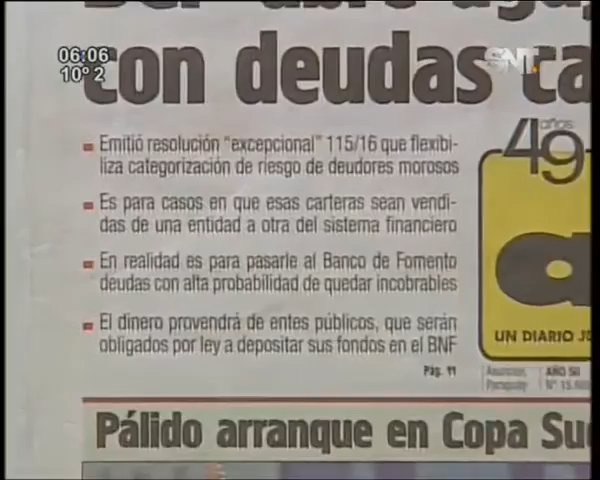 06:06
10º2
SNT
con deudas ca
Emitió resolución "excepcional" 115/16 que flexibi-
liza categorización de riesgo de deudores morosos
Es para casos en que esas carteras sean vendi-
das de una entidad a otra del sistema financiero
En realidad es para pasarle al Banco de Fomento
deudas con alta probabilidad de quedar incobrables
El dinero provendrá de entes públicos, que serán
obligados por ley a depositar sus fondos en el BNF
Pág. 11
49 años
UN DIARIO
Asunción,
Paraguay
AÑO 50
Pálido arranque en Copa Su